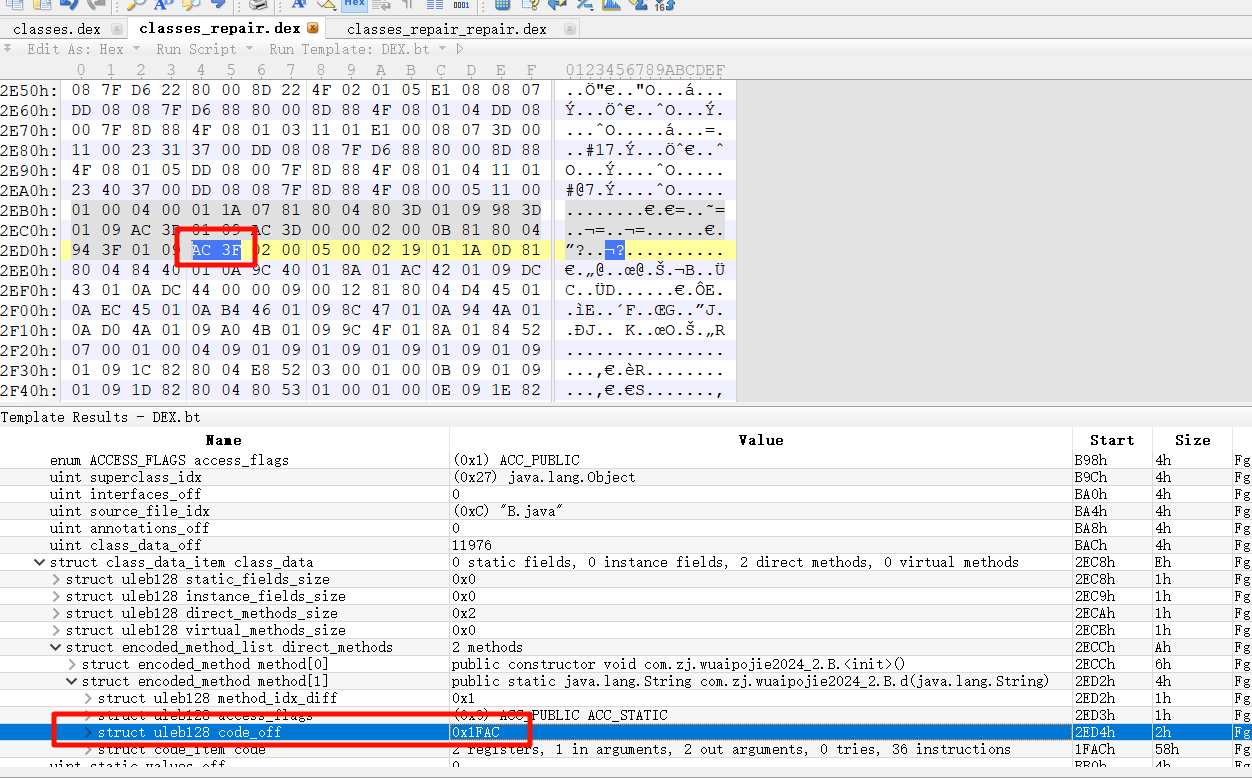 classes.dex classes_repair.dex classes_repair_repair.dex
Edit As: Hex Run Script Run Template: DEX.bt
0 1 2 3 4 5 6 7 8 9 A B C D E F 0123456789ABCDEF
2E50h: 08 7F D6 22 80 00 8D 22 4F 02 01 05 E1 08 08 07 ..Ö"€.."O...á...
2E60h: DD 08 08 7F D6 88 80 00 8D 88 4F 08 01 04 DD 08 Ý...Öˆ€..ˆO...Ý.
2E70h: 00 7F 8D 88 4F 08 01 03 11 01 E1 00 08 07 3D 00 ...ˆO.....á...=.
2E80h: 11 00 23 31 37 00 DD 08 08 7F D6 88 80 00 8D 88 ..#17.Ý...Öˆ€..ˆ
2E90h: 4F 08 01 05 DD 08 00 7F 8D 88 4F 08 01 04 11 01 O...Ý....ˆO.....
2EA0h: 23 40 37 00 DD 08 08 7F 8D 88 4F 08 00 05 11 00 #@7.Ý....ˆO.....
2EB0h: 01 00 04 00 01 1A 07 81 80 04 80 3D 01 09 98 3D ........€.€=..˜=
2EC0h: 01 09 AC 3D 01 09 AC 3D 00 00 02 00 0B 81 80 04 ..¬=..¬=......€.
2ED0h: 94 3F 01 09 AC 3F 02 00 05 00 02 19 01 1A 0D 81 ”?..¬?..........
2EE0h: 80 04 84 40 01 0A 9C 40 01 8A 01 AC 42 01 09 DC €.„@..œ@.Š.¬B..Ü
2EF0h: 43 01 0A DC 44 00 00 09 00 12 81 80 04 D4 45 01 C..ÜD......€.ÔE.
2F00h: 0A EC 45 01 0A B4 46 01 09 8C 47 01 0A 94 4A 01 .ìE..´F..ŒG..”J.
2F10h: 0A D0 4A 01 09 A0 4B 01 09 9C 4F 01 8A 01 84 52 .ÐJ.. K..œO.Š.„R
2F20h: 07 00 01 00 04 09 01 09 01 09 01 09 01 09 01 09 ................
2F30h: 01 09 1C 82 80 04 E8 52 03 00 01 00 0B 09 01 09 ...‚€.èR........
2F40h: 01 09 1D 82 80 04 80 53 01 00 01 00 0E 09 1E 82 ...‚€.€S.......‚
Template Results - DEX.bt
Name Value Start Size
enum ACCESS_FLAGS access_flags (0x1) ACC_PUBLIC B98h 4h Fg
uint superclass_idx (0x27) java.lang.Object B9Ch 4h Fg
uint interfaces_off 0 BA0h 4h Fg
uint source_file_idx (0xC) "B.java" BA4h 4h Fg
uint annotations_off 0 BA8h 4h Fg
uint class_data_off 11976 BACh 4h Fg
struct class_data_item class_data 0 static fields, 0 instance fields, 2 direct methods, 0 virtual methods 2EC8h Eh Fg
struct uleb128 static_fields_size 0x0 2EC8h 1h Fg
struct uleb128 instance_fields_size 0x0 2EC9h 1h Fg
struct uleb128 direct_methods_size 0x2 2ECAh 1h Fg
struct uleb128 virtual_methods_size 0x0 2ECBh 1h Fg
struct encoded_method_list direct_methods 2 methods 2ECCh Ah Fg
struct encoded_method method[0] public constructor void com.zj.wuaipojie2024_2.B.<init>() 2ECCh 6h Fg
struct encoded_method method[1] public static java.lang.String com.zj.wuaipojie2024_2.B.d(java.lang.String) 2ED2h 4h Fg
struct uleb128 method_idx_diff 0x1 2ED2h 1h Fg
struct uleb128 access_flags (0x9) ACC_PUBLIC ACC_STATIC 2ED3h 1h Fg
struct uleb128 code_off 0x1FAC 2ED4h 2h Fg
struct code_item code 2 registers, 1 in arguments, 2 out arguments, 0 tries, 36 instructions 1FACh 58h Fg
uint static_values_off 0 BB0h 4h Fg